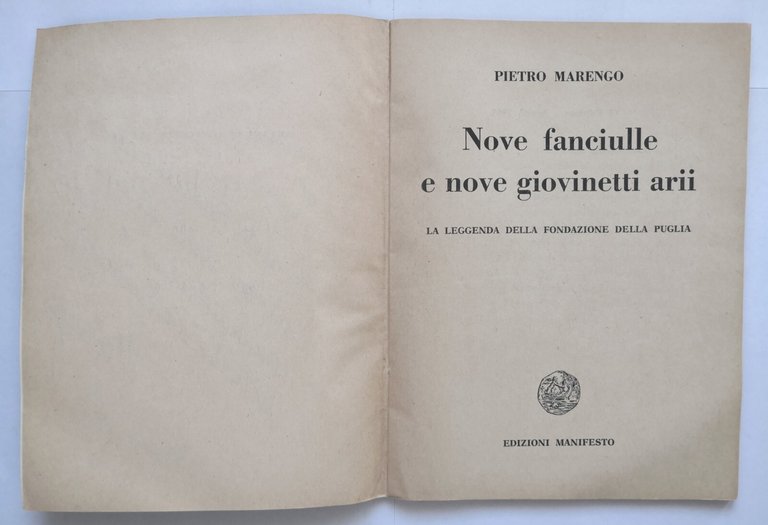 PIETRO MARENGO
Nove fanciulle
e nove giovinetti arii
LA LEGGENDA DELLA FONDAZIONE DELLA PUGLIA
EDIZIONI MANIFESTO